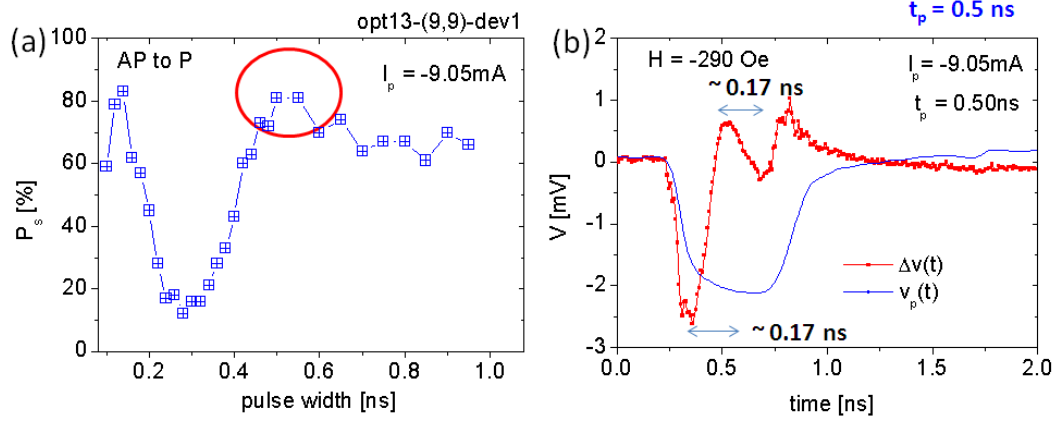 opt13-(9,9)-dev1
(a)
AP to P
I_p = -9.05mA
100
80
60
40
20
0
P_s [%]
0.2 0.4 0.6 0.8 1.0
pulse width [ns]
t_p = 0.5 ns
(b)
H = -290 Oe
~ 0.17 ns
I_p = -9.05mA
t_p = 0.50ns
2
1
0
-1
-2
-3
V [mV]
Δv(t)
v_p(t)
~ 0.17 ns
0.0 0.5 1.0 1.5 2.0
time [ns]